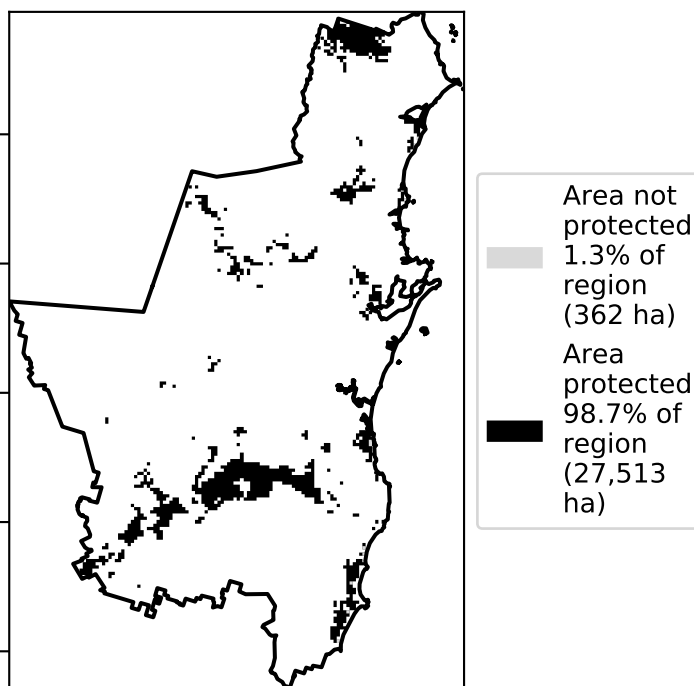 Area not
protected
1.3% of
region
(362 ha)
Area
protected
98.7% of
region
(27,513
ha)